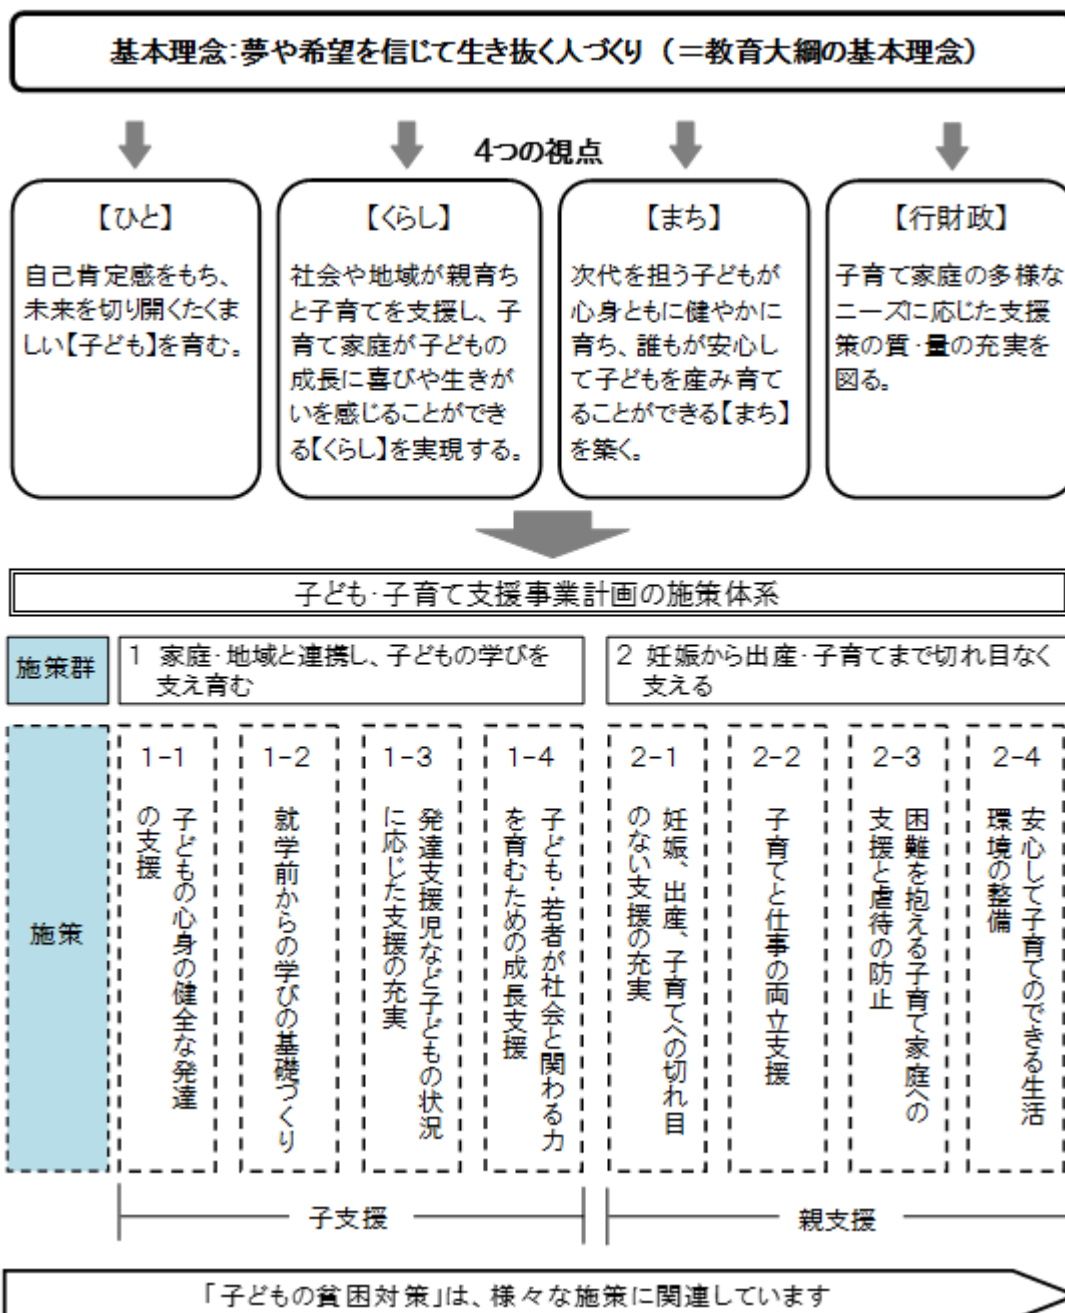 基本理念:夢や希望を信じて生き抜く人づくり（＝教育大綱の基本理念）
4つの視点
【ひと】
自己肯定感をもち、
未来を切り開くたくま
しい【子ども】を育む。
【くらし】
社会や地域が親育ち
と子育てを支援し、子
育て家庭が子どもの
成長に喜びや生きが
いを感じることができ
る【くらし】を実現する。
【まち】
次代を担う子どもが
心身ともに健やかに
育ち、誰もが安心し
て子どもを産み育て
ることができる【まち】
を築く。
【行財政】
子育て家庭の多様な
ニーズに応じた支援
策の質・量の充実を
図る。
子ども・子育て支援事業計画の施策体系
施策群
1 家庭・地域と連携し、子どもの学びを
支え育む
2 妊娠から出産・子育てまで切れ目なく
支える
施策
1-1
子どもの心身の健全な発達
の支援
1-2
就学前からの学びの基礎づくり
1-3
発達支援児など子どもの状況
に応じた支援の充実
1-4
子ども・若者が社会と関わる力
を育むための成長支援
2-1
妊娠、出産、子育てへの切れ目
のない支援の充実
2-2
子育てと仕事の両立支援
2-3
困難を抱える子育て家庭への
支援と虐待の防止
2-4
安心して子育てのできる生活
環境の整備
子支援
親支援
「子どもの貧困対策」は、様々な施策に関連しています